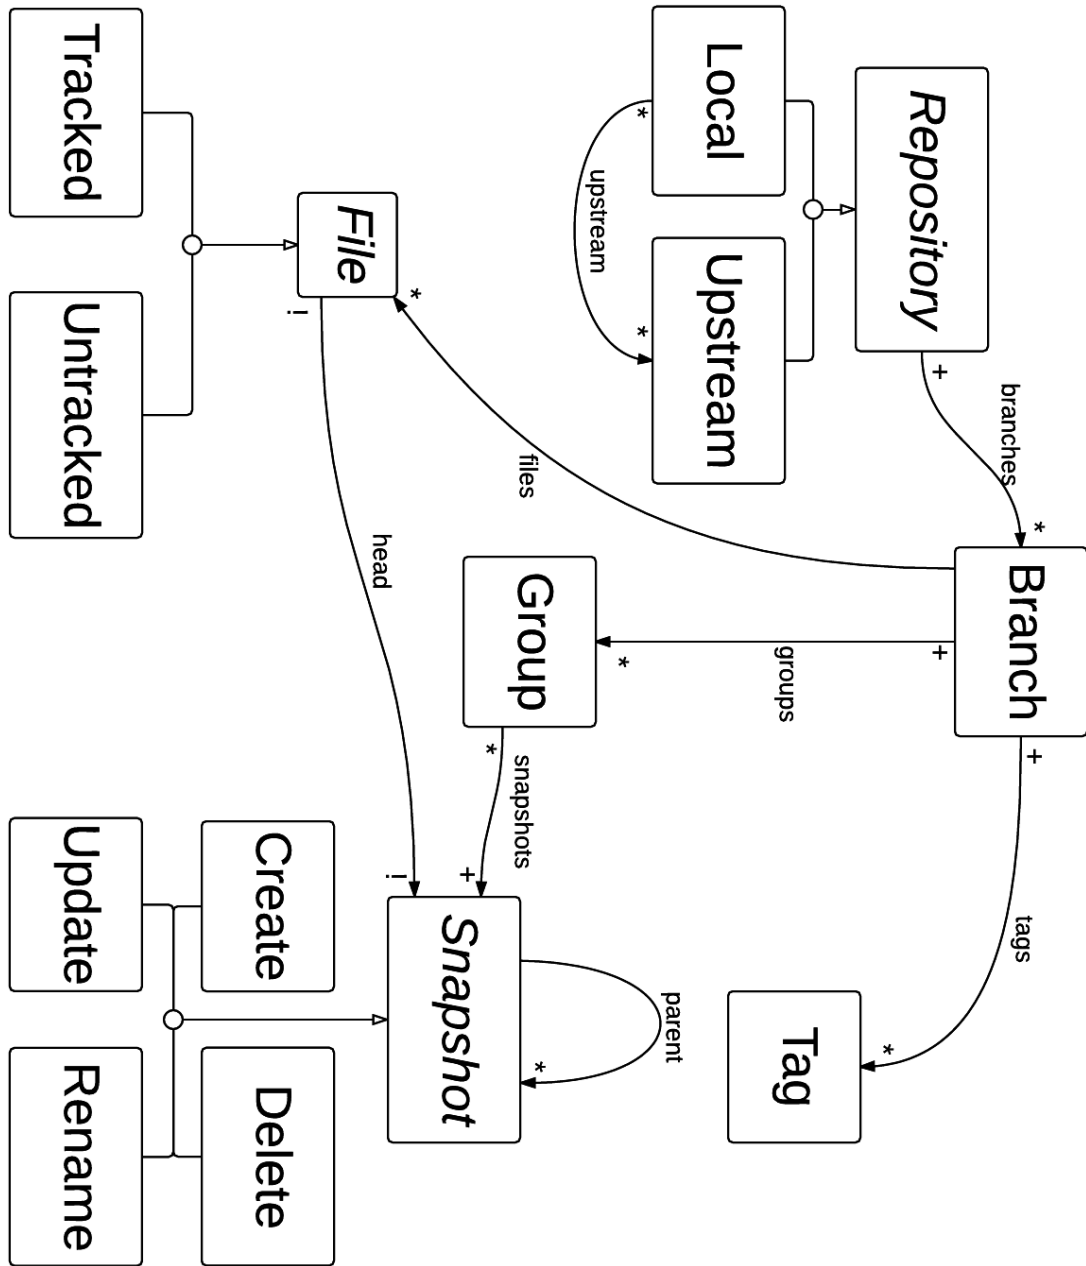 branches
*
Branch
+
tags
+
+
Repository
*
Tag
groups
Local
Upstream
parent
*
*
*
upstream
*
Group
files
snapshots
*
+
Snapshot
*
!
head
File
!
Create
Delete
Tracked
Untracked
Update
Rename